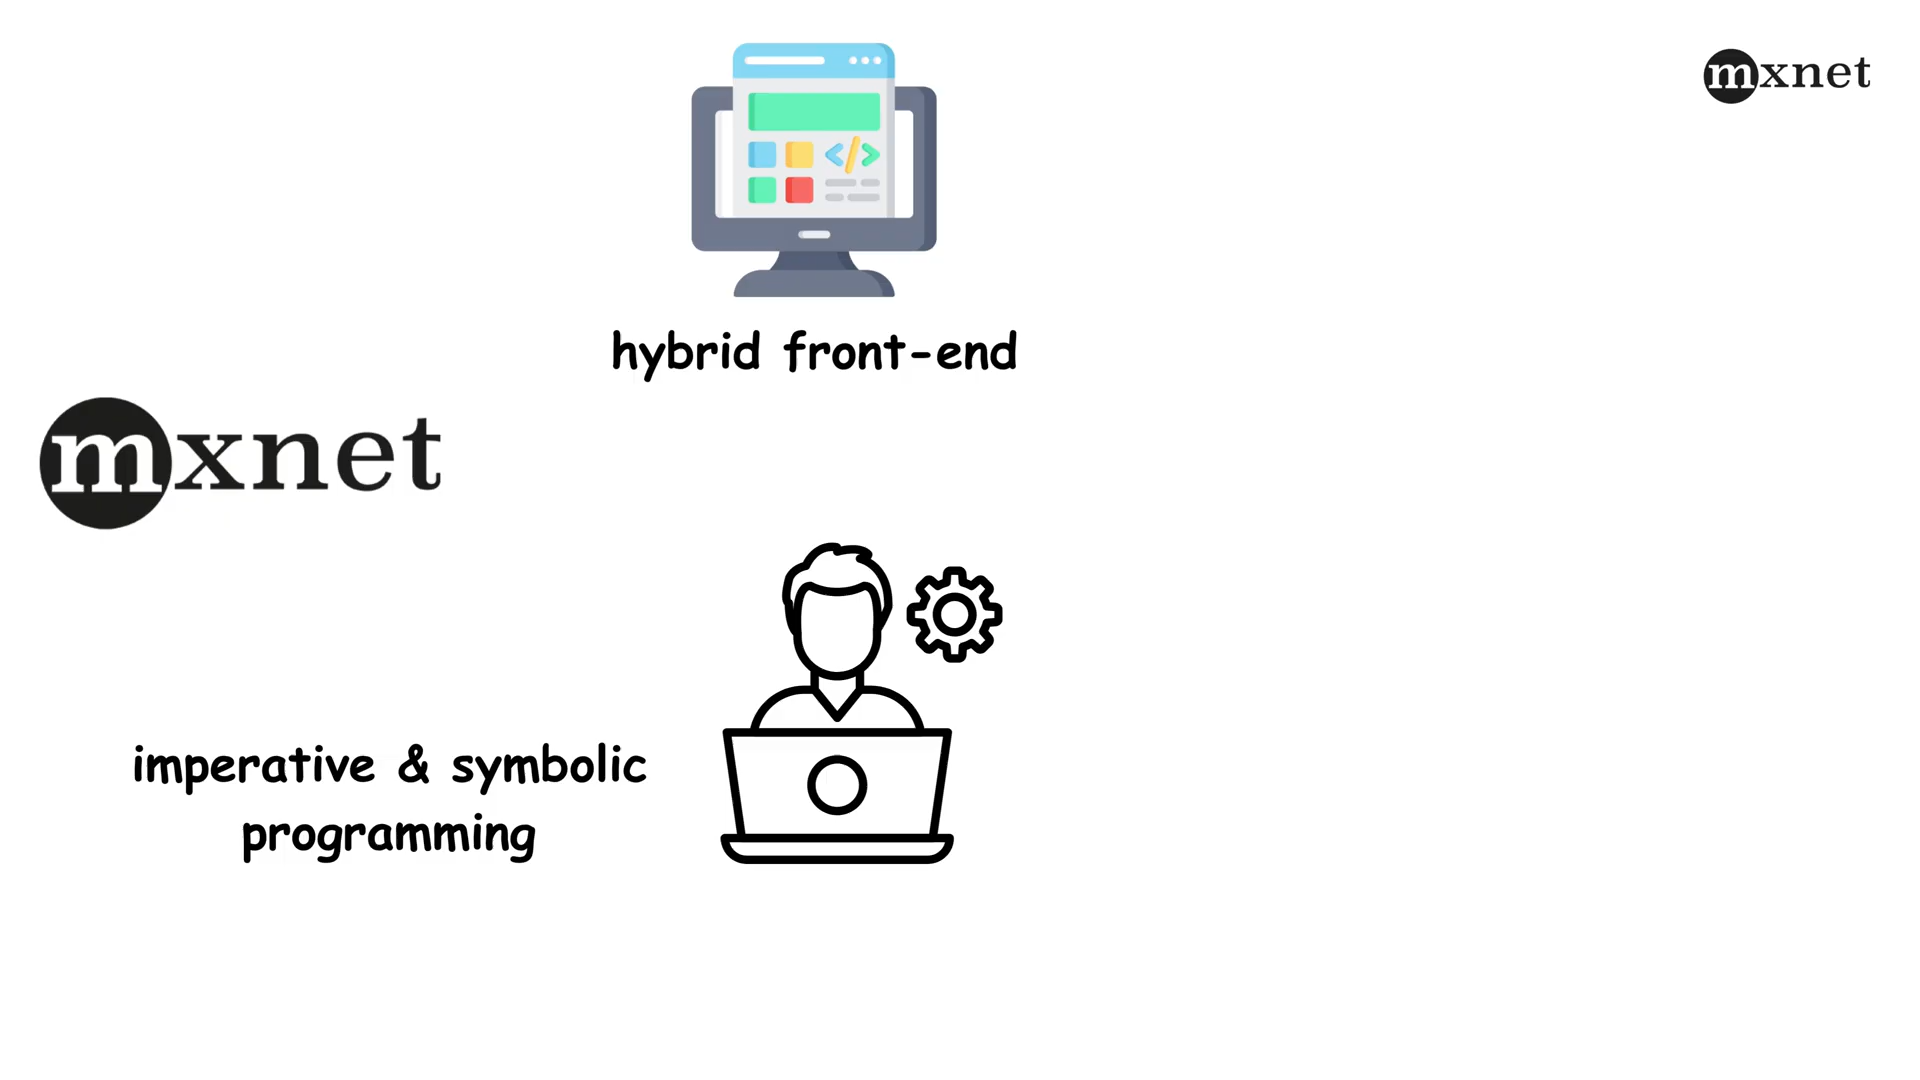 mxnet
hybrid front-end
mxnet
imperative & symbolic
programming